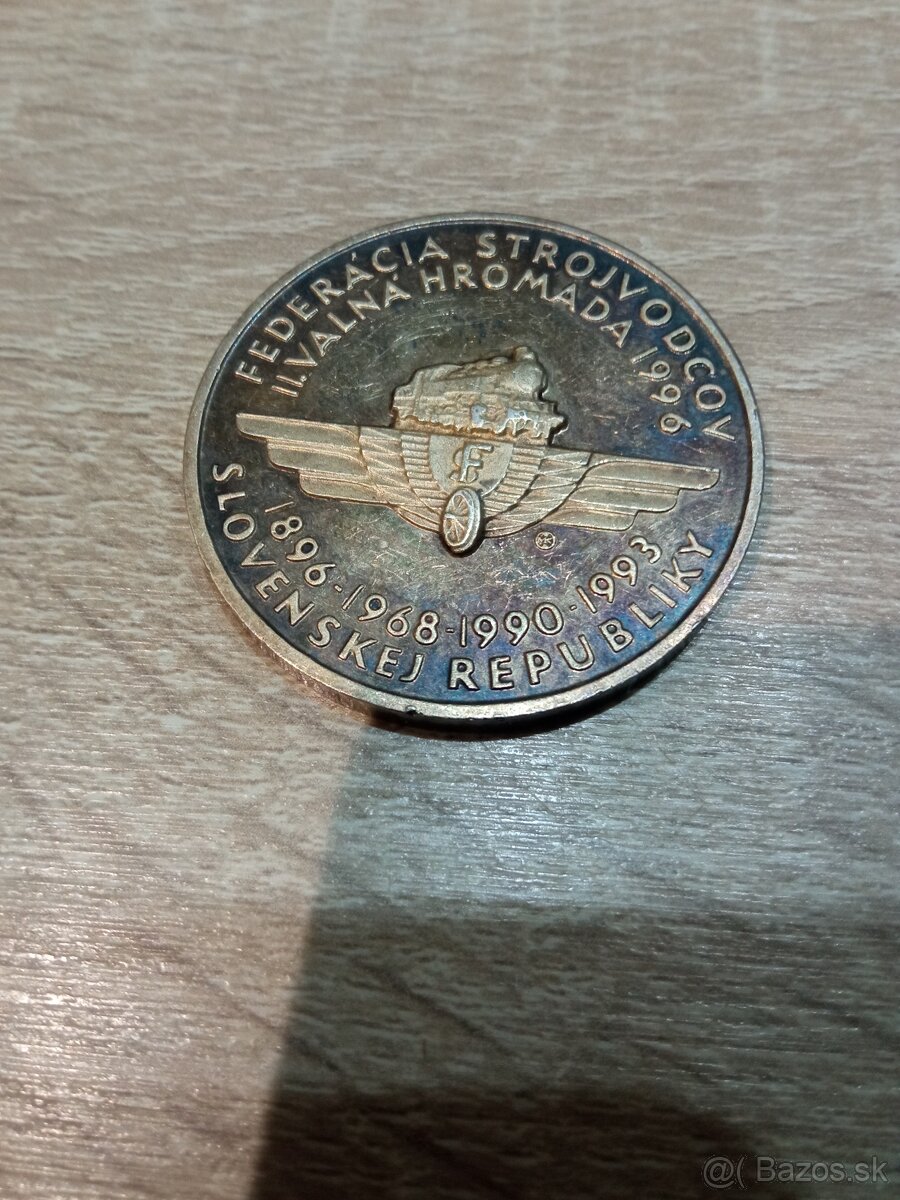 FEDERÁCIA STROJVODCOV
II.VALNÁ HROMADA 1996
1896-1968-1990-1993
SLOVENSKEJ REPUBLIKY
@( Bazos.sk